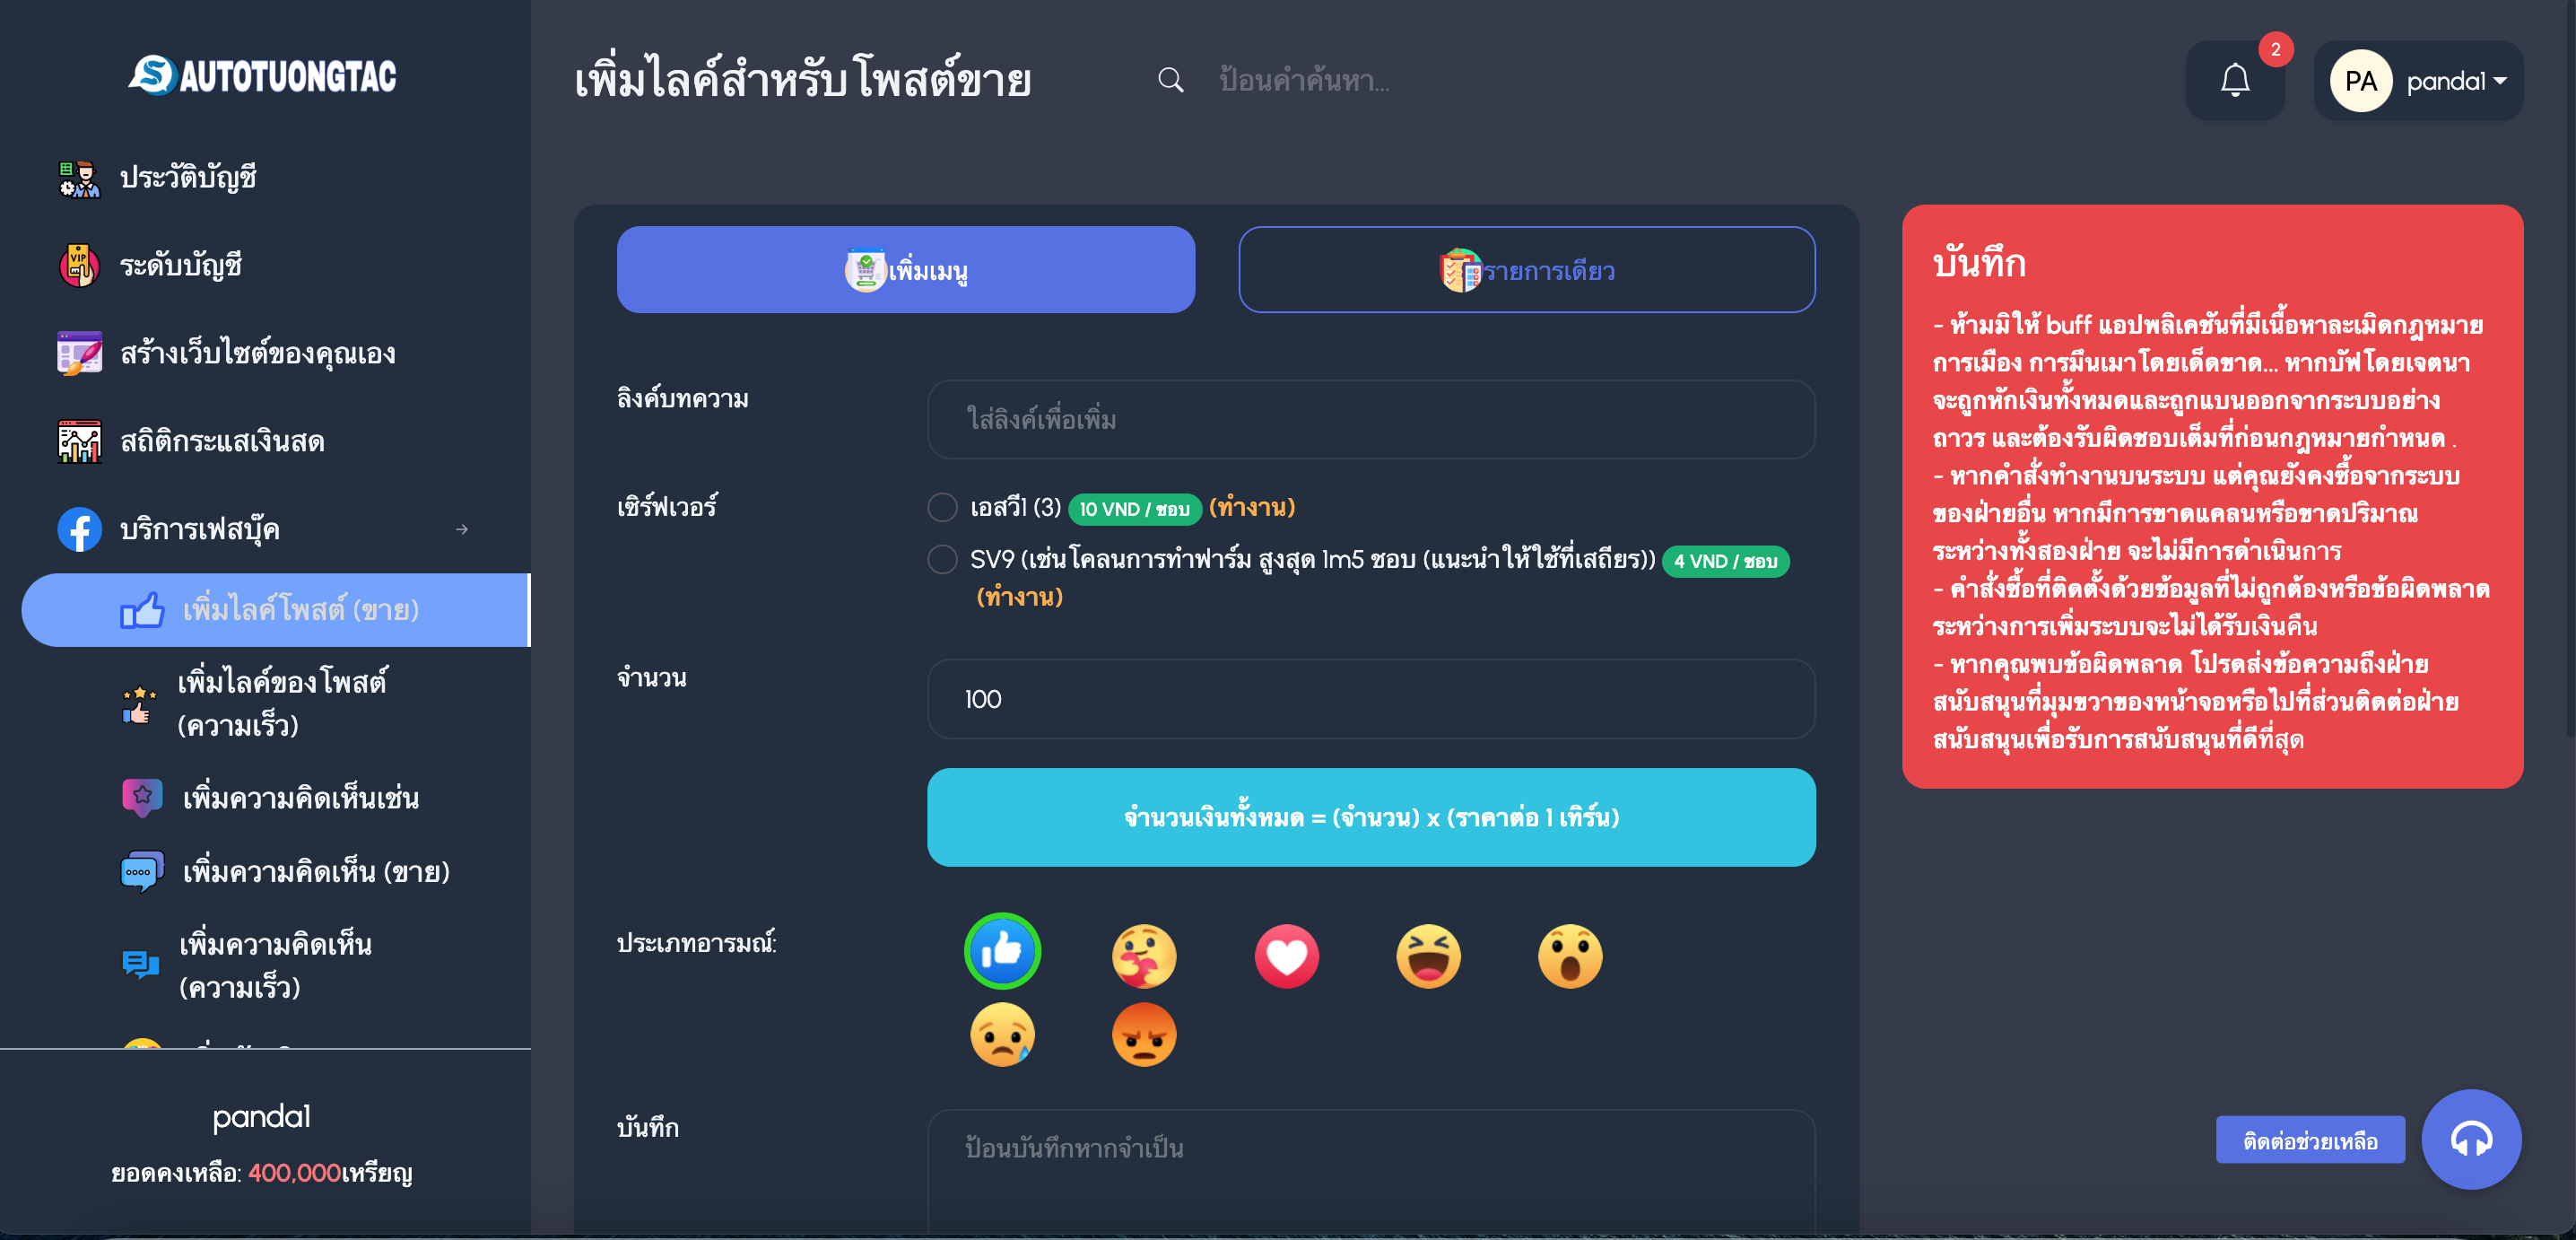 AUTOTUONGTAC
ประวัติบัญชี
ระดับบัญชี
VIP
สร้างเว็บไซต์ของคุณเอง
สถิติกระแสเงินสด
บริการเฟสบุ๊ค
เพิ่มไลค์โพสต์ (ขาย)
เพิ่มไลค์ของโพสต์
(ความเร็ว)
เพิ่มความคิดเห็นเช่น
เพิ่มความคิดเห็น (ขาย)
เพิ่มความคิดเห็น
(ความเร็ว)
panda1
ยอดคงเหลือ: 400,000เหรียญ
เพิ่มไลค์สำหรับโพสต์ขาย
ป้อนคำค้นหา...
2
PA
panda1
เพิ่มเมนู
รายการเดียว
ลิงค์บทความ
ใส่ลิงค์เพื่อเพิ่ม
เซิร์ฟเวอร์
เอสวี1 (3) 10 VND / ชอบ (ทำงาน)
SV9 (เช่นโคลนการทำฟาร์ม สูงสุด 1m5 ชอบ (แนะนำให้ใช้ที่เสถียร)) 4 VND / ชอบ
(ทำงาน)
จำนวน
100
จำนวนเงินทั้งหมด = (จำนวน) x (ราคาต่อ 1 เทิร์น)
ประเภทอารมณ์:
บันทึก
ป้อนบันทึกหากจำเป็น
บันทึก
- ห้ามมิให้ buff แอปพลิเคชันที่มีเนื้อหาละเมิดกฎหมาย
การเมือง การมึนเมาโดยเด็ดขาด... หากบัฟโดยเจตนา
จะถูกหักเงินทั้งหมดและถูกแบนออกจากระบบอย่าง
ถาวร และต้องรับผิดชอบเต็มที่ก่อนกฎหมายกำหนด .
- หากคำสั่งทำงานบนระบบ แต่คุณยังคงซื้อจากระบบ
ของฝ่ายอื่น หากมีการขาดแคลนหรือขาดปริมาณ
ระหว่างทั้งสองฝ่าย จะไม่มีการดำเนินการ
- คำสั่งซื้อที่ติดตั้งด้วยข้อมูลที่ไม่ถูกต้องหรือข้อผิดพลาด
ระหว่างการเพิ่มระบบจะไม่ได้รับเงินคืน
- หากคุณพบข้อผิดพลาด โปรดส่งข้อความถึงฝ่าย
สนับสนุนที่มุมขวาของหน้าจอหรือไปที่ส่วนติดต่อฝ่าย
สนับสนุนเพื่อรับการสนับสนุนที่ดีที่สุด
ติดต่อช่วยเหลือ